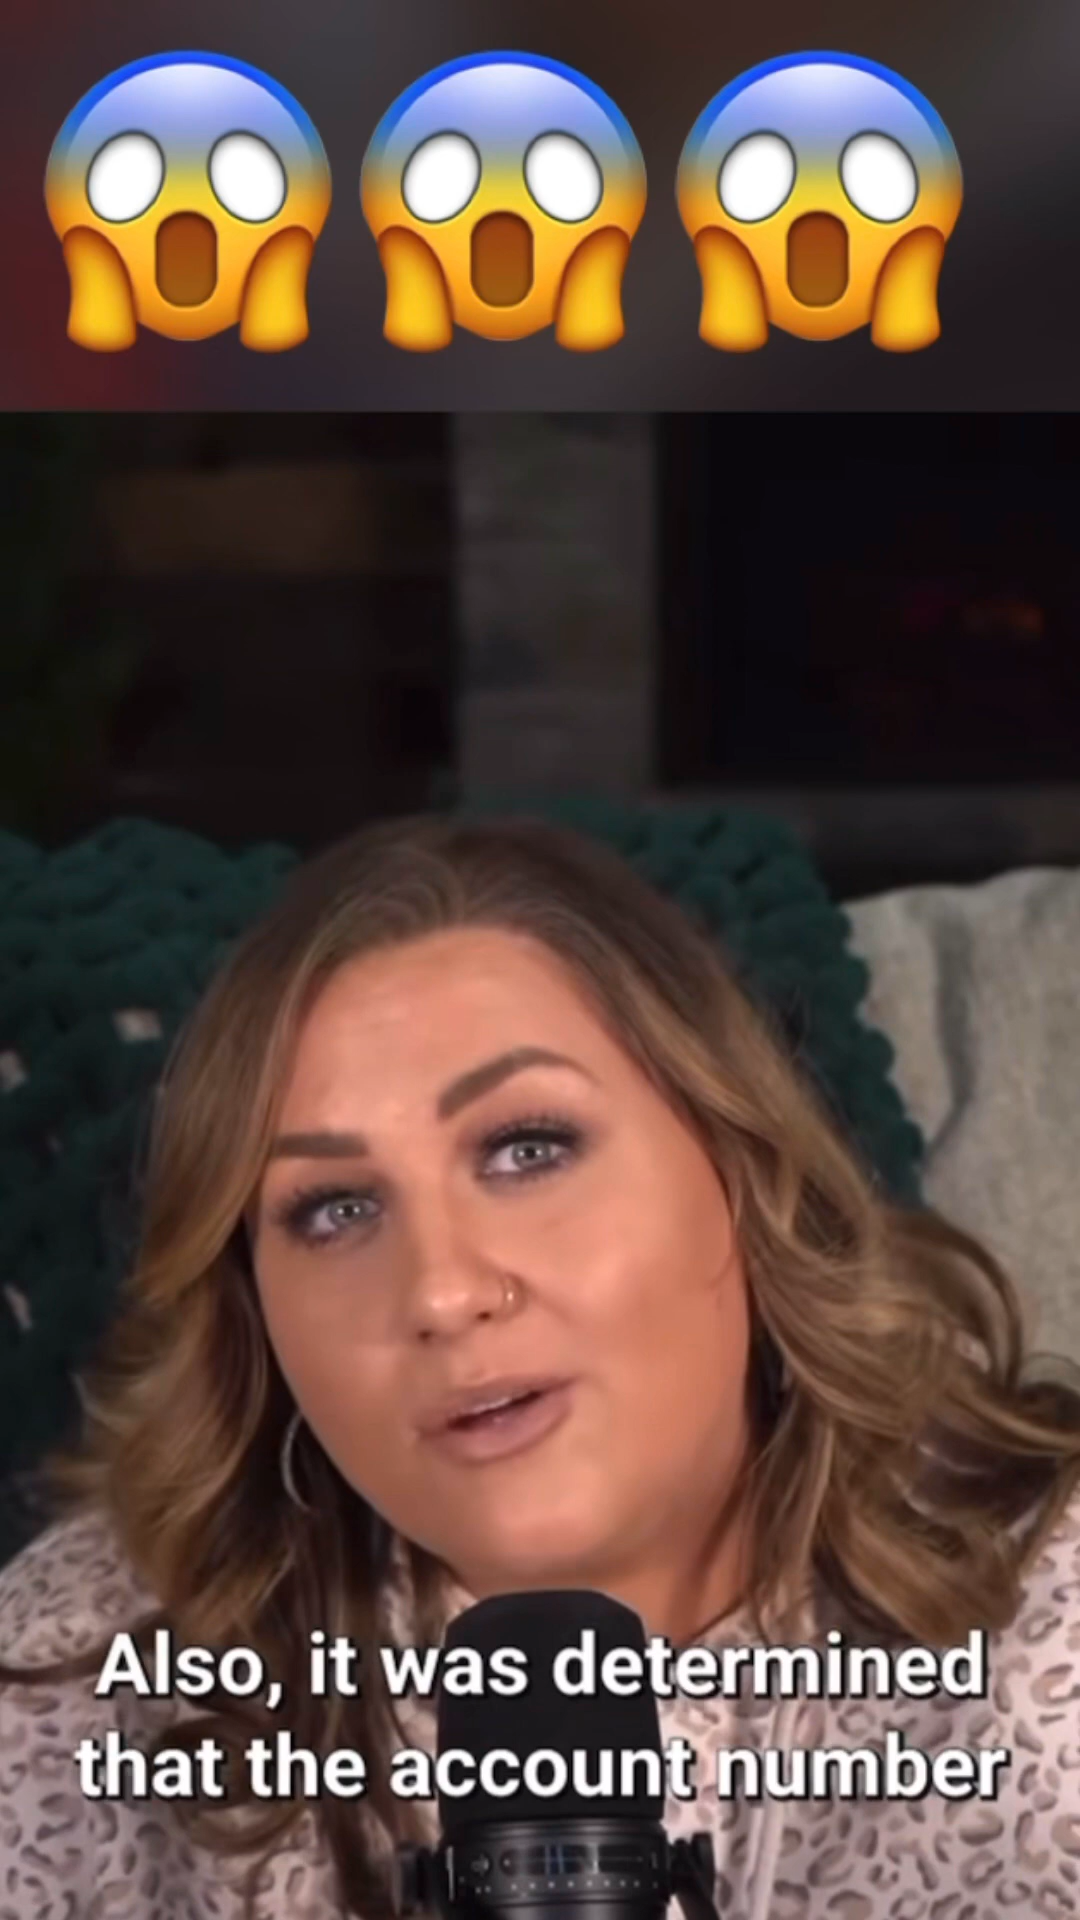 Also, it was determined
that the account number